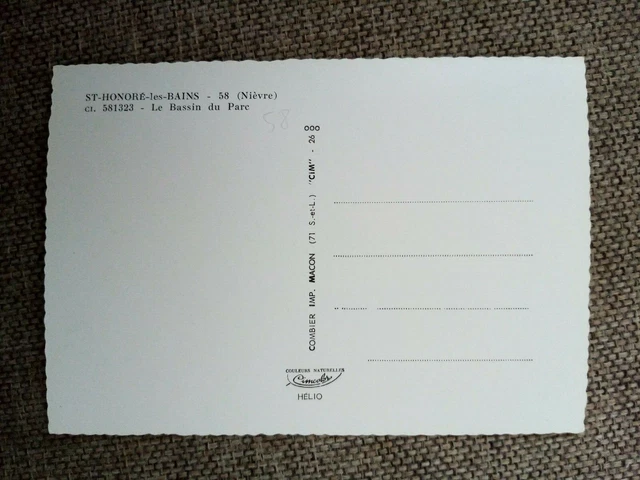 ST-HONORÉ-les-BAINS - 58 (Nièvre)
CI. 581323 - Le Bassin du Parc
58
COMBIER IMP. MACON (71 S.-et-L.) "CIM" - 26 000
COULEURS NATURELLES
Cimcolor
HÉLIO